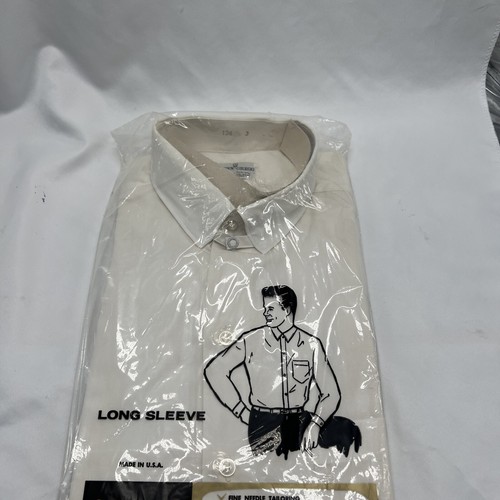 LONG SLEEVE
MADE IN U.S.A.
FINE NEEDLE TAILORING